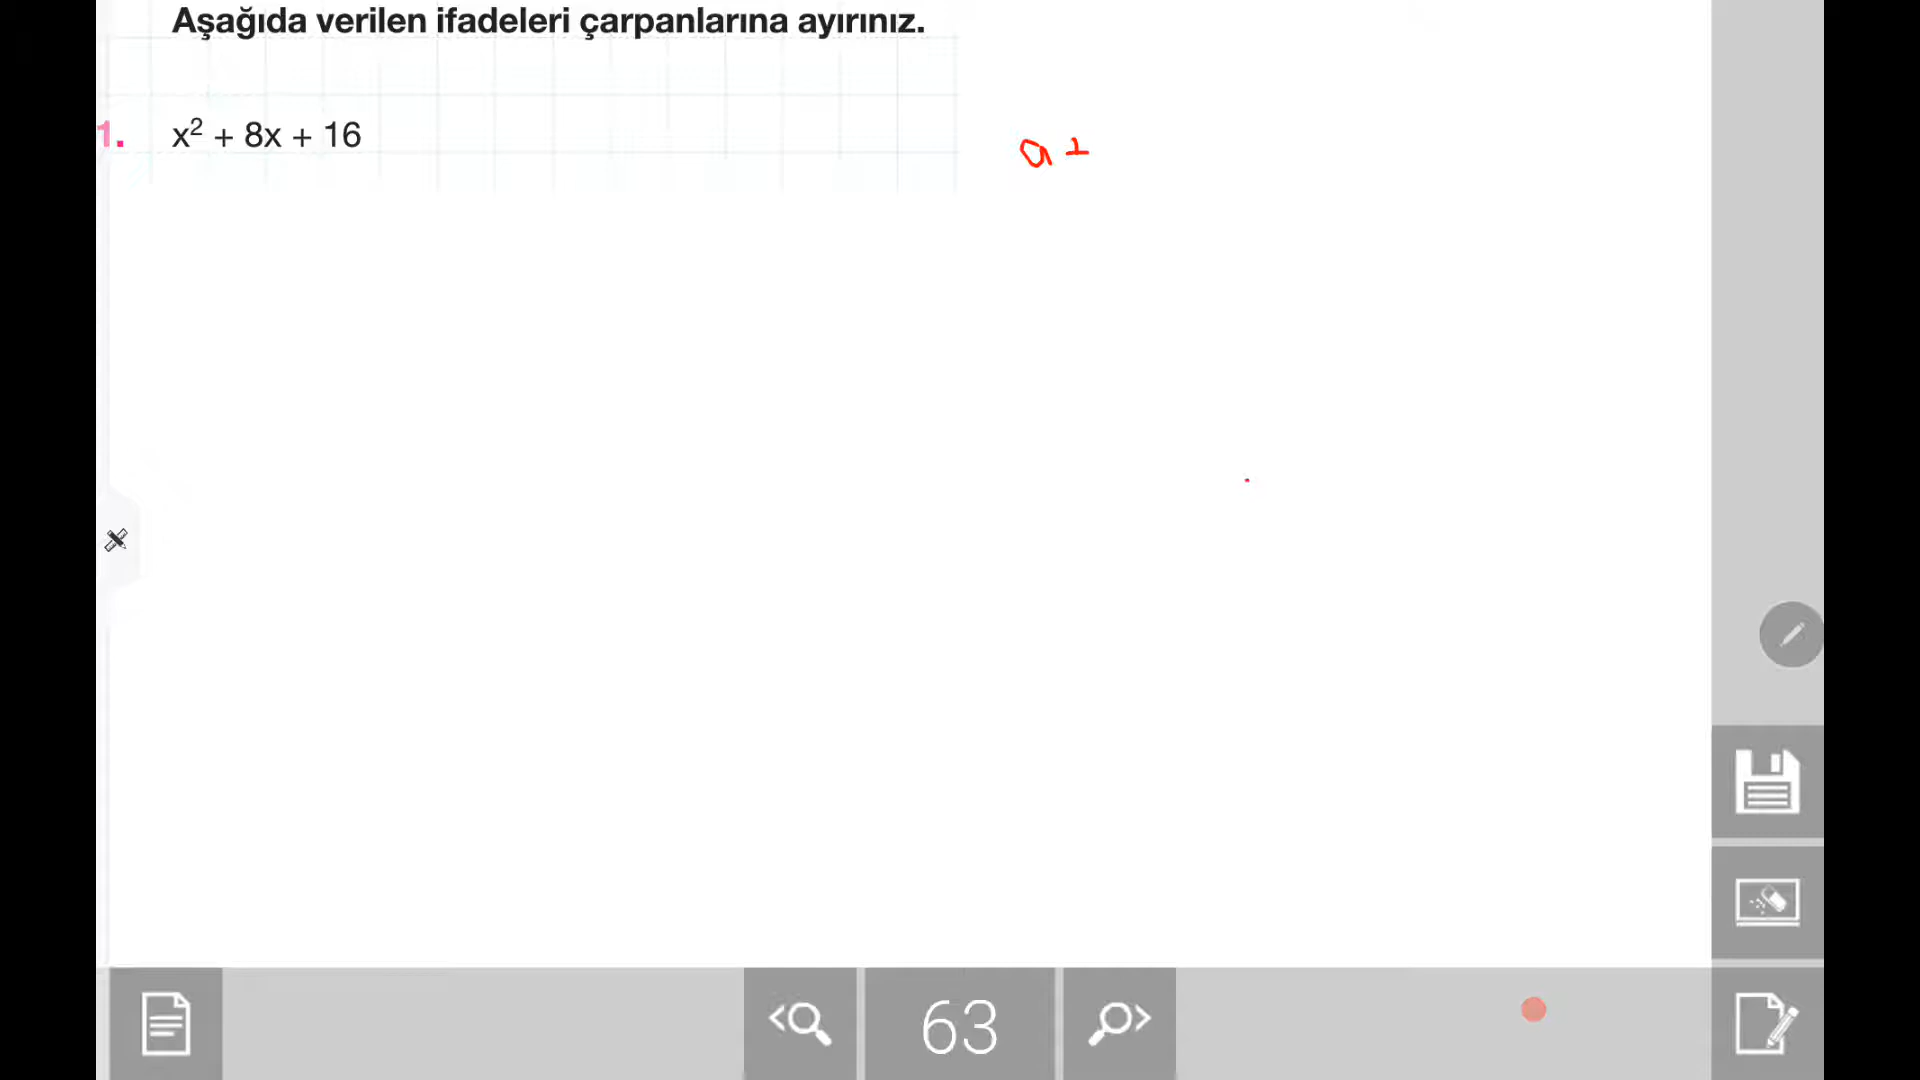 Aşağıda verilen ifadeleri çarpanlarına ayırınız.
1. x² + 8x + 16
a
63